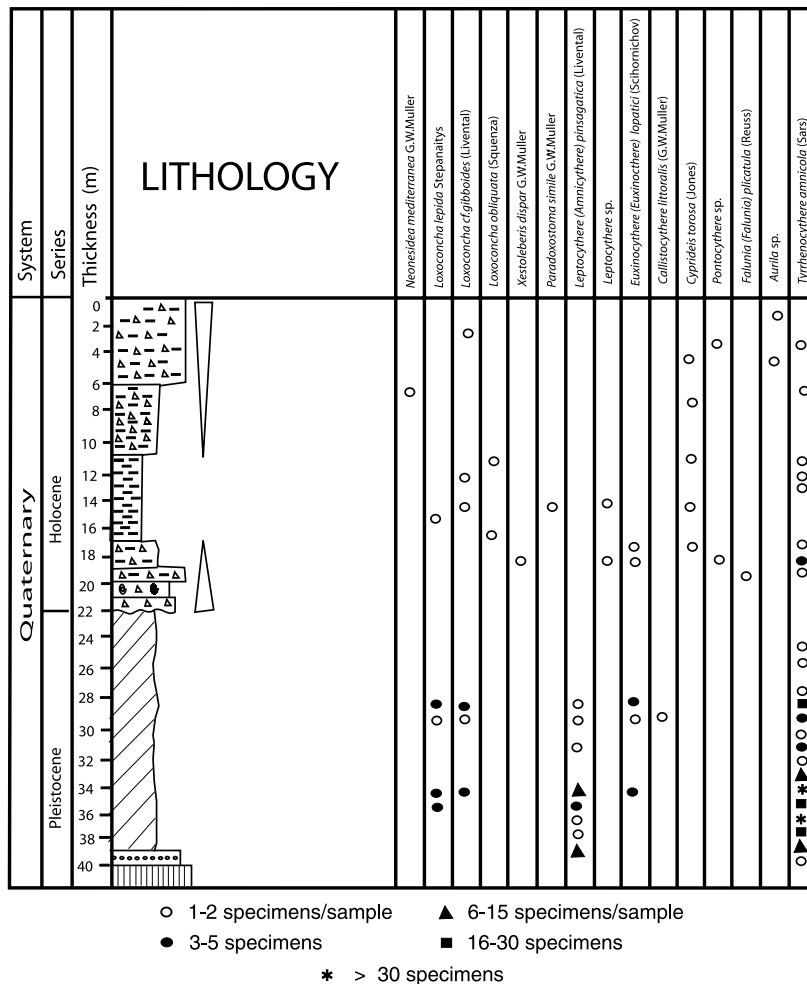 System
Series
Thickness (m)
LITHOLOGY
Neonesidea mediterranea G.W.Muller
Loxoconcha lepida Stepanaitys
Loxoconcha cf.gibboides (Livental)
Loxoconcha obliquata (Squenza)
Xestoleberis dispar G.W.Muller
Paradoxostoma simile G.W.Muller
Leptocythere (Amnicythere) pinsagatica (Livental)
Leptocythere sp.
Euxinocythere (Euxinocthere) lopatici (Scihornichov)
Callistocythere littoralis (G.W.Muller)
Cyprideis torosa (Jones)
Pontocythere sp.
Falunia (Falunia) plicatula (Reuss)
Aurila sp.
Tyrrhenocythere amnicola (Sars)
Quaternary
Holocene
Pleistocene
0
2
4
6
8
10
12
14
16
18
20
22
24
26
28
30
32
34
36
38
40
1-2 specimens/sample
6-15 specimens/sample
3-5 specimens
16-30 specimens
* > 30 specimens